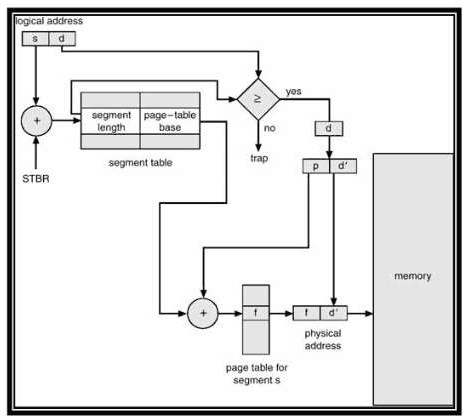 logical address
s d
yes
≥
segment length
page-table base
d
+
no
segment table
trap
p d'
STBR
memory
+
f
f d'
physical address
page table for segment s